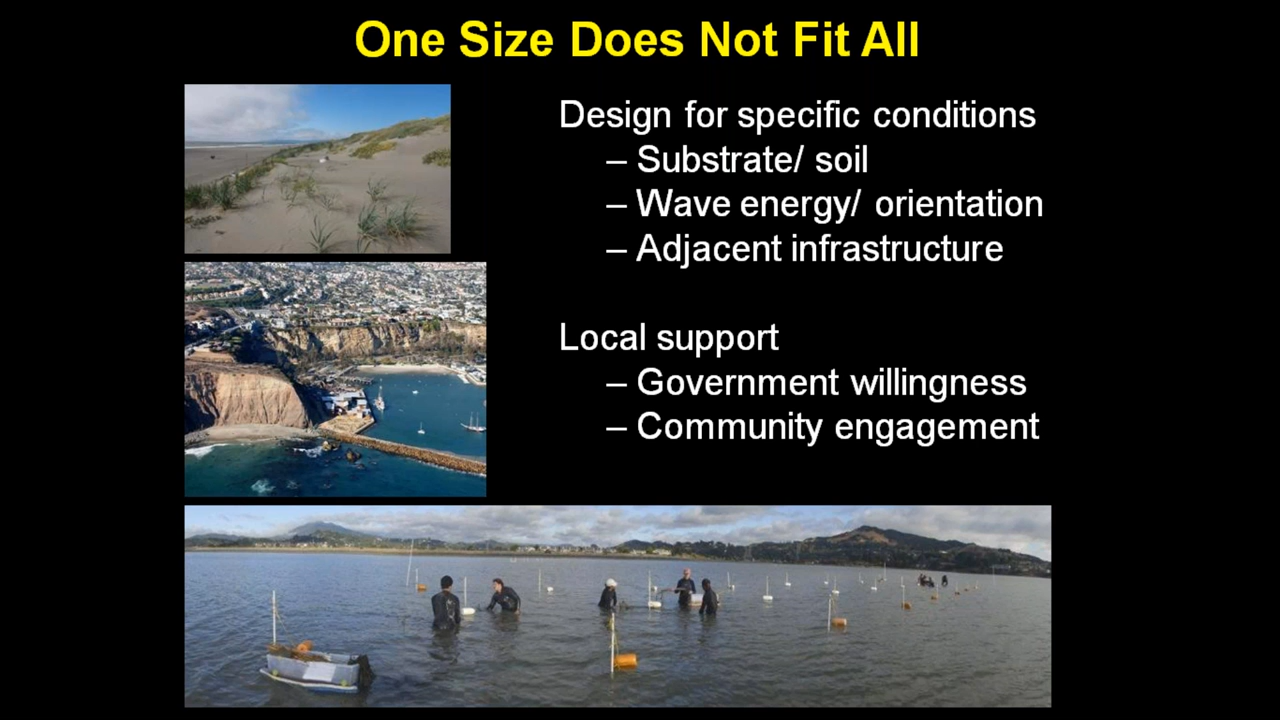 One Size Does Not Fit All
Design for specific conditions
– Substrate/ soil
– Wave energy/ orientation
– Adjacent infrastructure
Local support
– Government willingness
– Community engagement